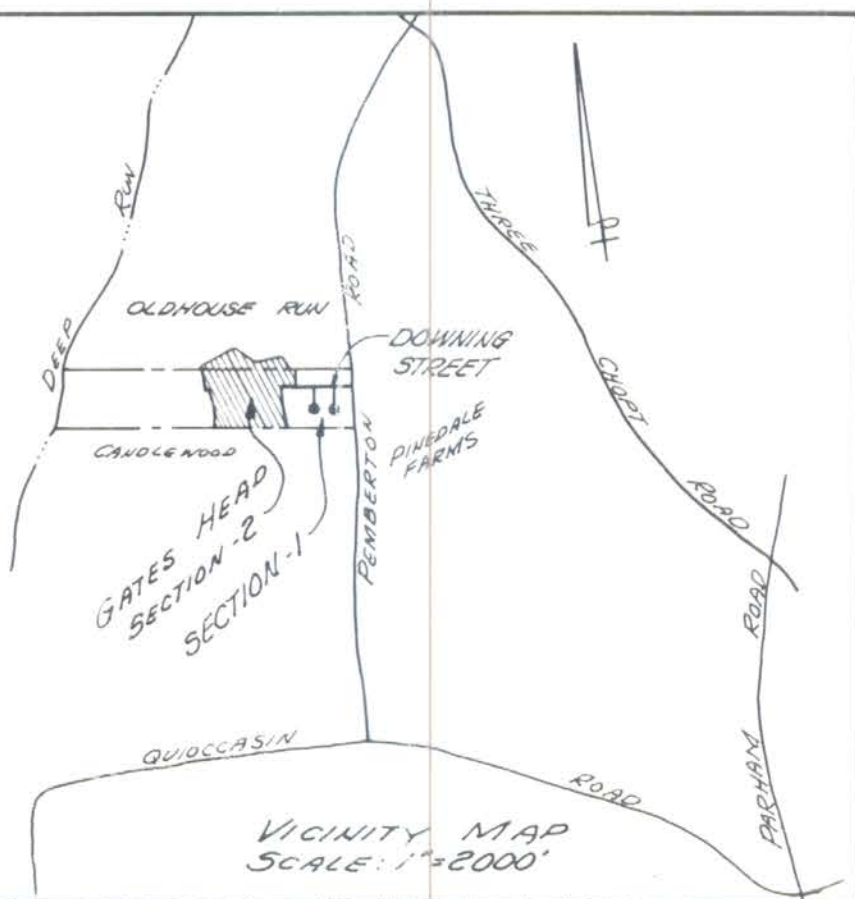 DEEP RUN
OLDHOUSE RUN
THREE CHOPT ROAD
PEMBERTON ROAD
DOWNING
STREET
PINEDALE
FARMS
CANDLEWOOD
GATES HEAD
SECTION-2
SECTION-1
PARHAM ROAD
QUIOCCASIN ROAD
VICINITY MAP
SCALE: 1"=2000'